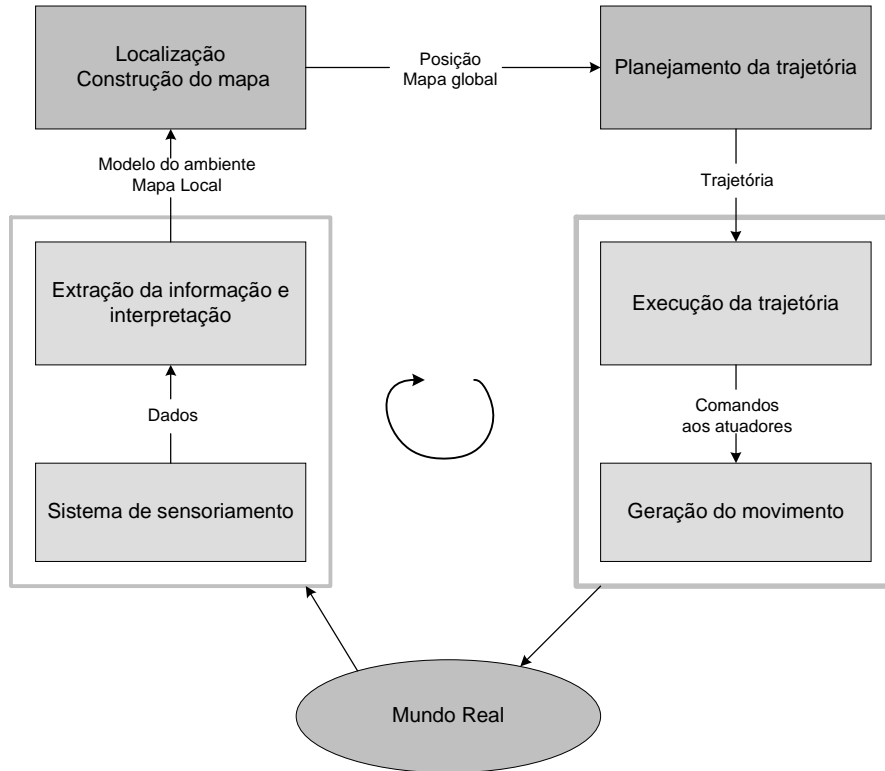 Localização
Construção do mapa
Posição
Mapa global
Planejamento da trajetória
Modelo do ambiente
Mapa Local
Trajetória
Extração da informação e
interpretação
Execução da trajetória
Dados
Comandos
aos atuadores
Sistema de sensoriamento
Geração do movimento
Mundo Real